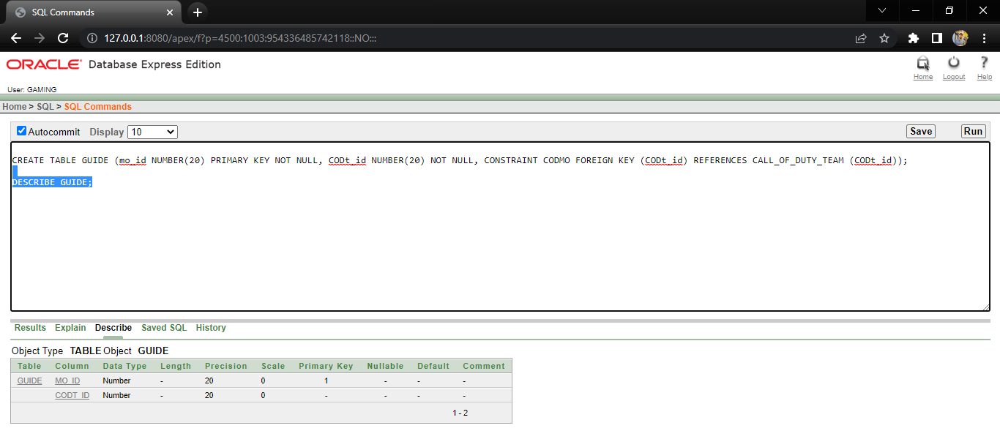 SQL Commands
127.0.0.1:8080/apex/f?p=4500:1003:954336485742118::NO:::
ORACLE Database Express Edition
Home Logout Help
User: GAMING
Home > SQL > SQL Commands
Autocommit Display 10 Save Run
CREATE TABLE GUIDE (mo_id NUMBER(20) PRIMARY KEY NOT NULL, CODt_id NUMBER(20) NOT NULL, CONSTRAINT CODMO FOREIGN KEY (CODt_id) REFERENCES CALL_OF_DUTY_TEAM (CODt_id));
DESCRIBE GUIDE;
Results Explain Describe Saved SQL History
Object Type TABLE Object GUIDE
Table Column Data Type Length Precision Scale Primary Key Nullable Default Comment
GUIDE MO_ID Number - 20 0 1 - - -
CODT_ID Number - 20 0 - - - -
1 - 2